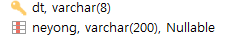 dt, varchar(8)
neyong, varchar(200), Nullable